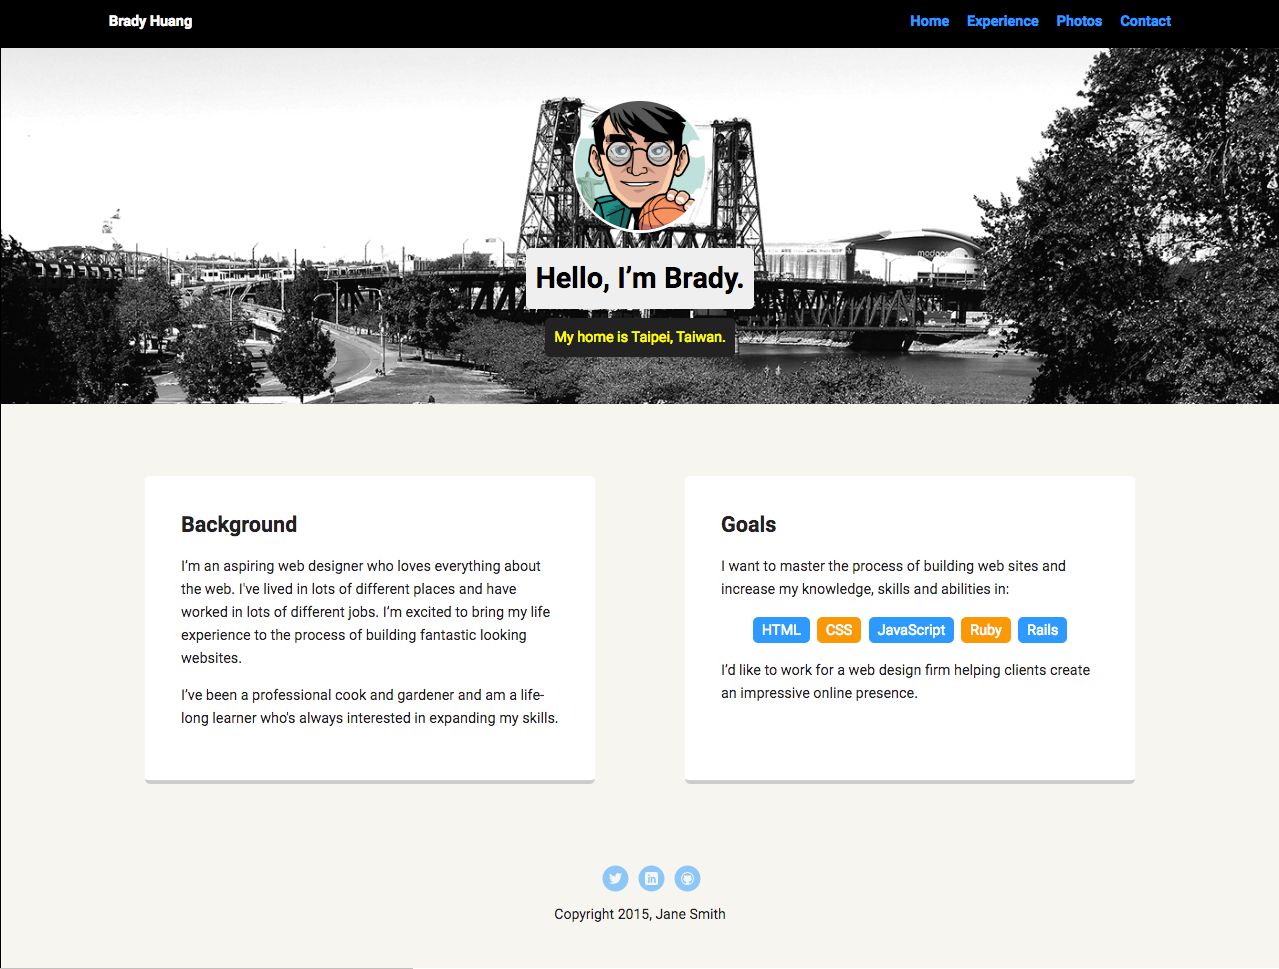 Brady Huang
Home Experience Photos Contact
moda
Hello, I’m Brady.
My home is Taipei, Taiwan.
Background
I’m an aspiring web designer who loves everything about
the web. I've lived in lots of different places and have
worked in lots of different jobs. I’m excited to bring my life
experience to the process of building fantastic looking
websites.
I’ve been a professional cook and gardener and am a life-
long learner who's always interested in expanding my skills.
Goals
I want to master the process of building web sites and
increase my knowledge, skills and abilities in:
HTML CSS JavaScript Ruby Rails
I’d like to work for a web design firm helping clients create
an impressive online presence.
in
Copyright 2015, Jane Smith